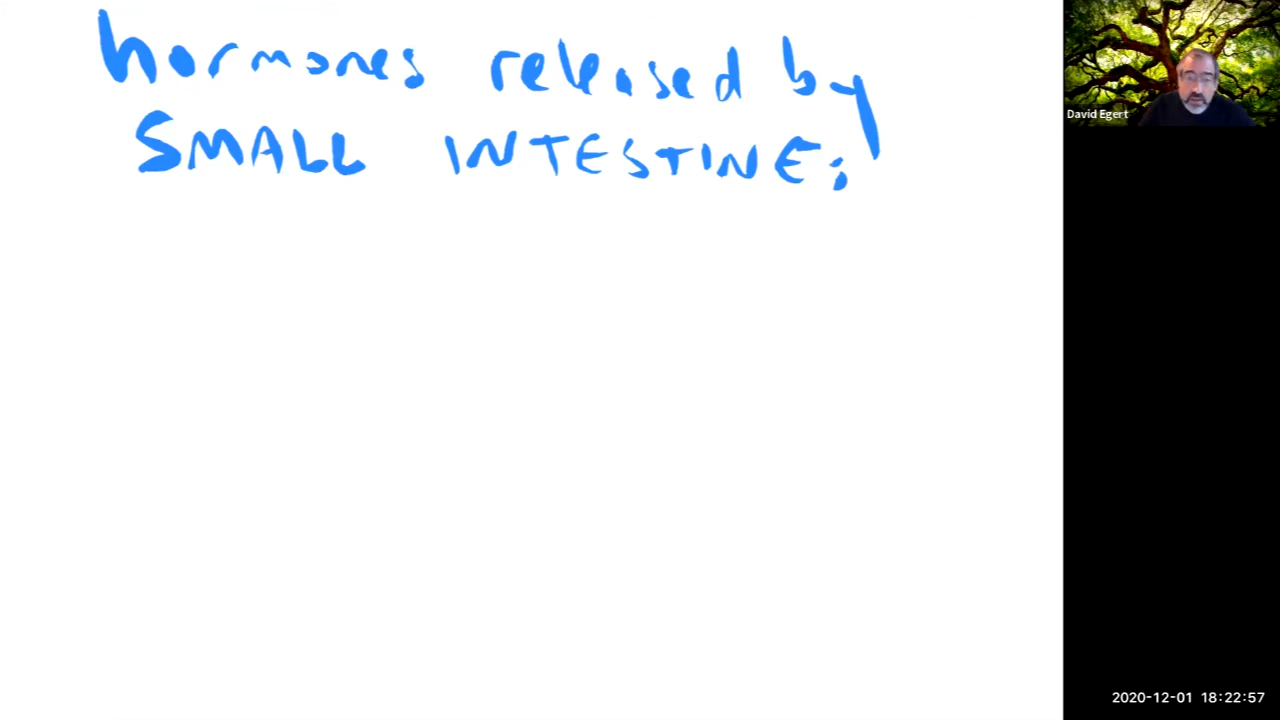 hormones released by
SMALL INTESTINE:
David Egert
2020-12-01 18:22:57